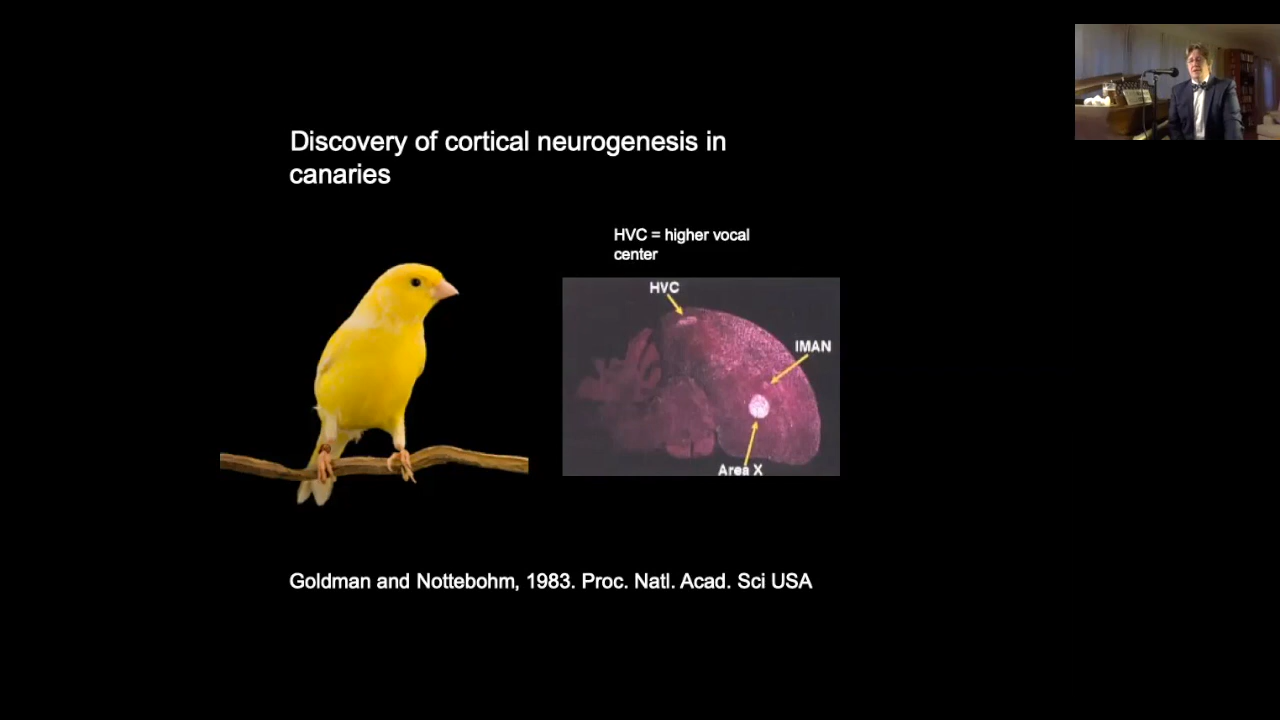 Discovery of cortical neurogenesis in
canaries
HVC = higher vocal
center
HVC
IMAN
Area X
Goldman and Nottebohm, 1983. Proc. Natl. Acad. Sci USA